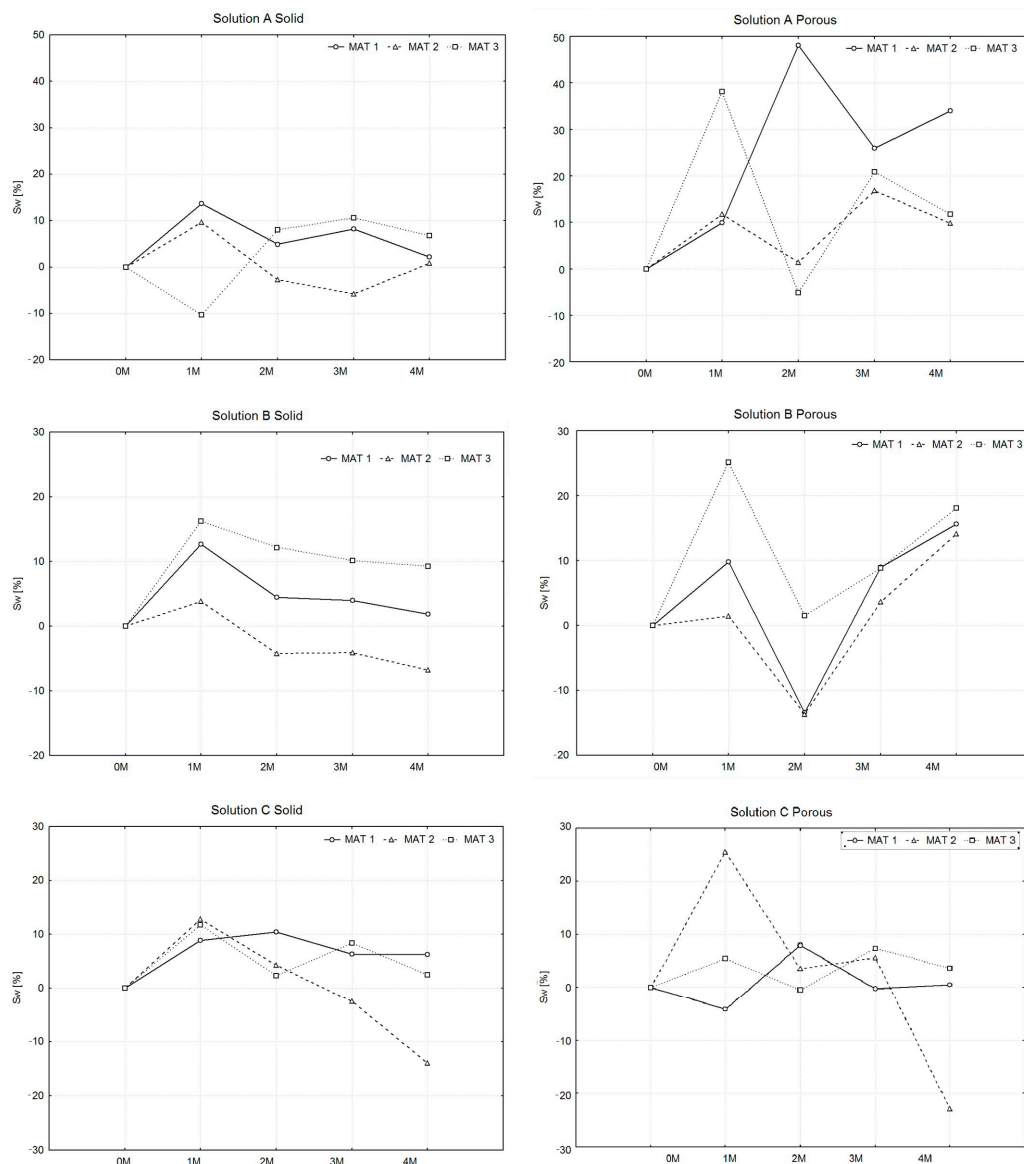 Solution A Solid
MAT 1 MAT 2 MAT 3
Sw [%]
50
40
30
20
10
0
-10
-20
0M 1M 2M 3M 4M
Solution A Porous
MAT 1 MAT 2 MAT 3
Sw [%]
50
40
30
20
10
0
-10
-20
0M 1M 2M 3M 4M
Solution B Solid
MAT 1 MAT 2 MAT 3
Sw [%]
30
20
10
0
-10
-20
0M 1M 2M 3M 4M
Solution B Porous
MAT 1 MAT 2 MAT 3
Sw [%]
30
20
10
0
-10
-20
0M 1M 2M 3M 4M
Solution C Solid
MAT 1 MAT 2 MAT 3
Sw [%]
30
20
10
0
-10
-20
-30
0M 1M 2M 3M 4M
Solution C Porous
MAT 1 MAT 2 MAT 3
Sw [%]
30
20
10
0
-10
-20
-30
0M 1M 2M 3M 4M